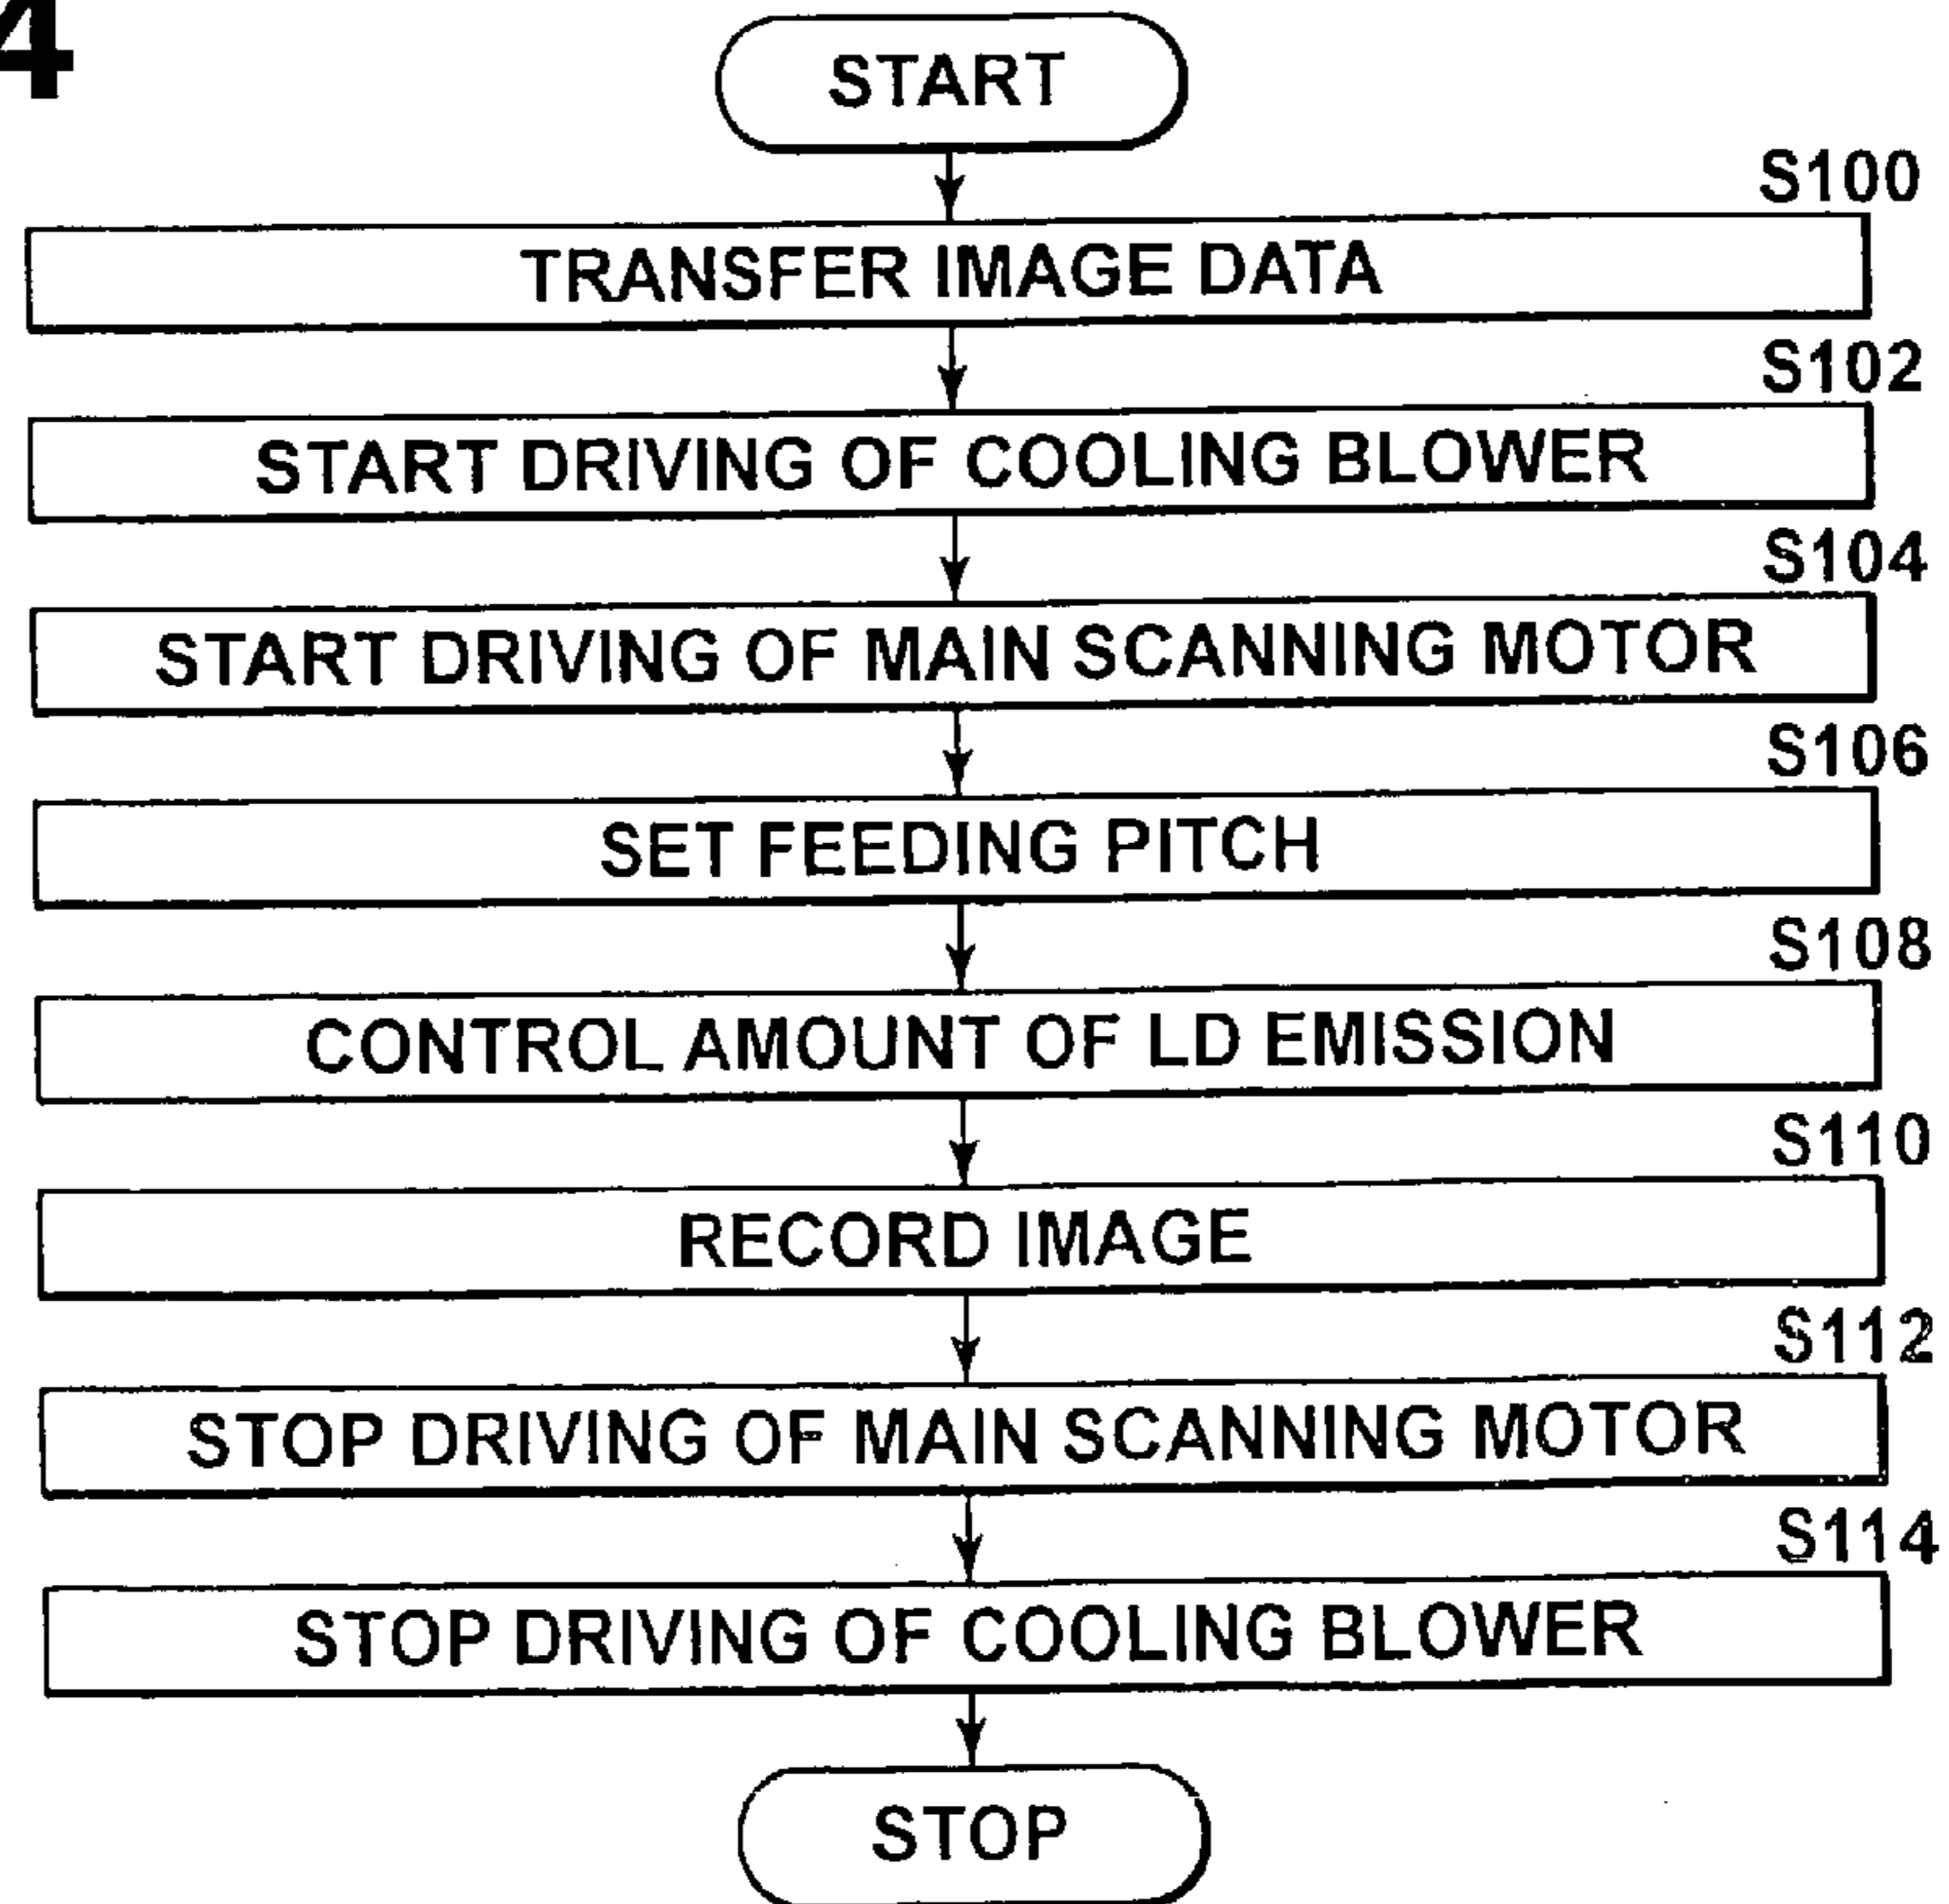 4
START
S100
TRANSFER IMAGE DATA
S102
START DRIVING OF COOLING BLOWER
S104
START DRIVING OF MAIN SCANNING MOTOR
S106
SET FEEDING PITCH
S108
CONTROL AMOUNT OF LD EMISSION
S110
RECORD IMAGE
S112
STOP DRIVING OF MAIN SCANNING MOTOR
S114
STOP DRIVING OF COOLING BLOWER
STOP